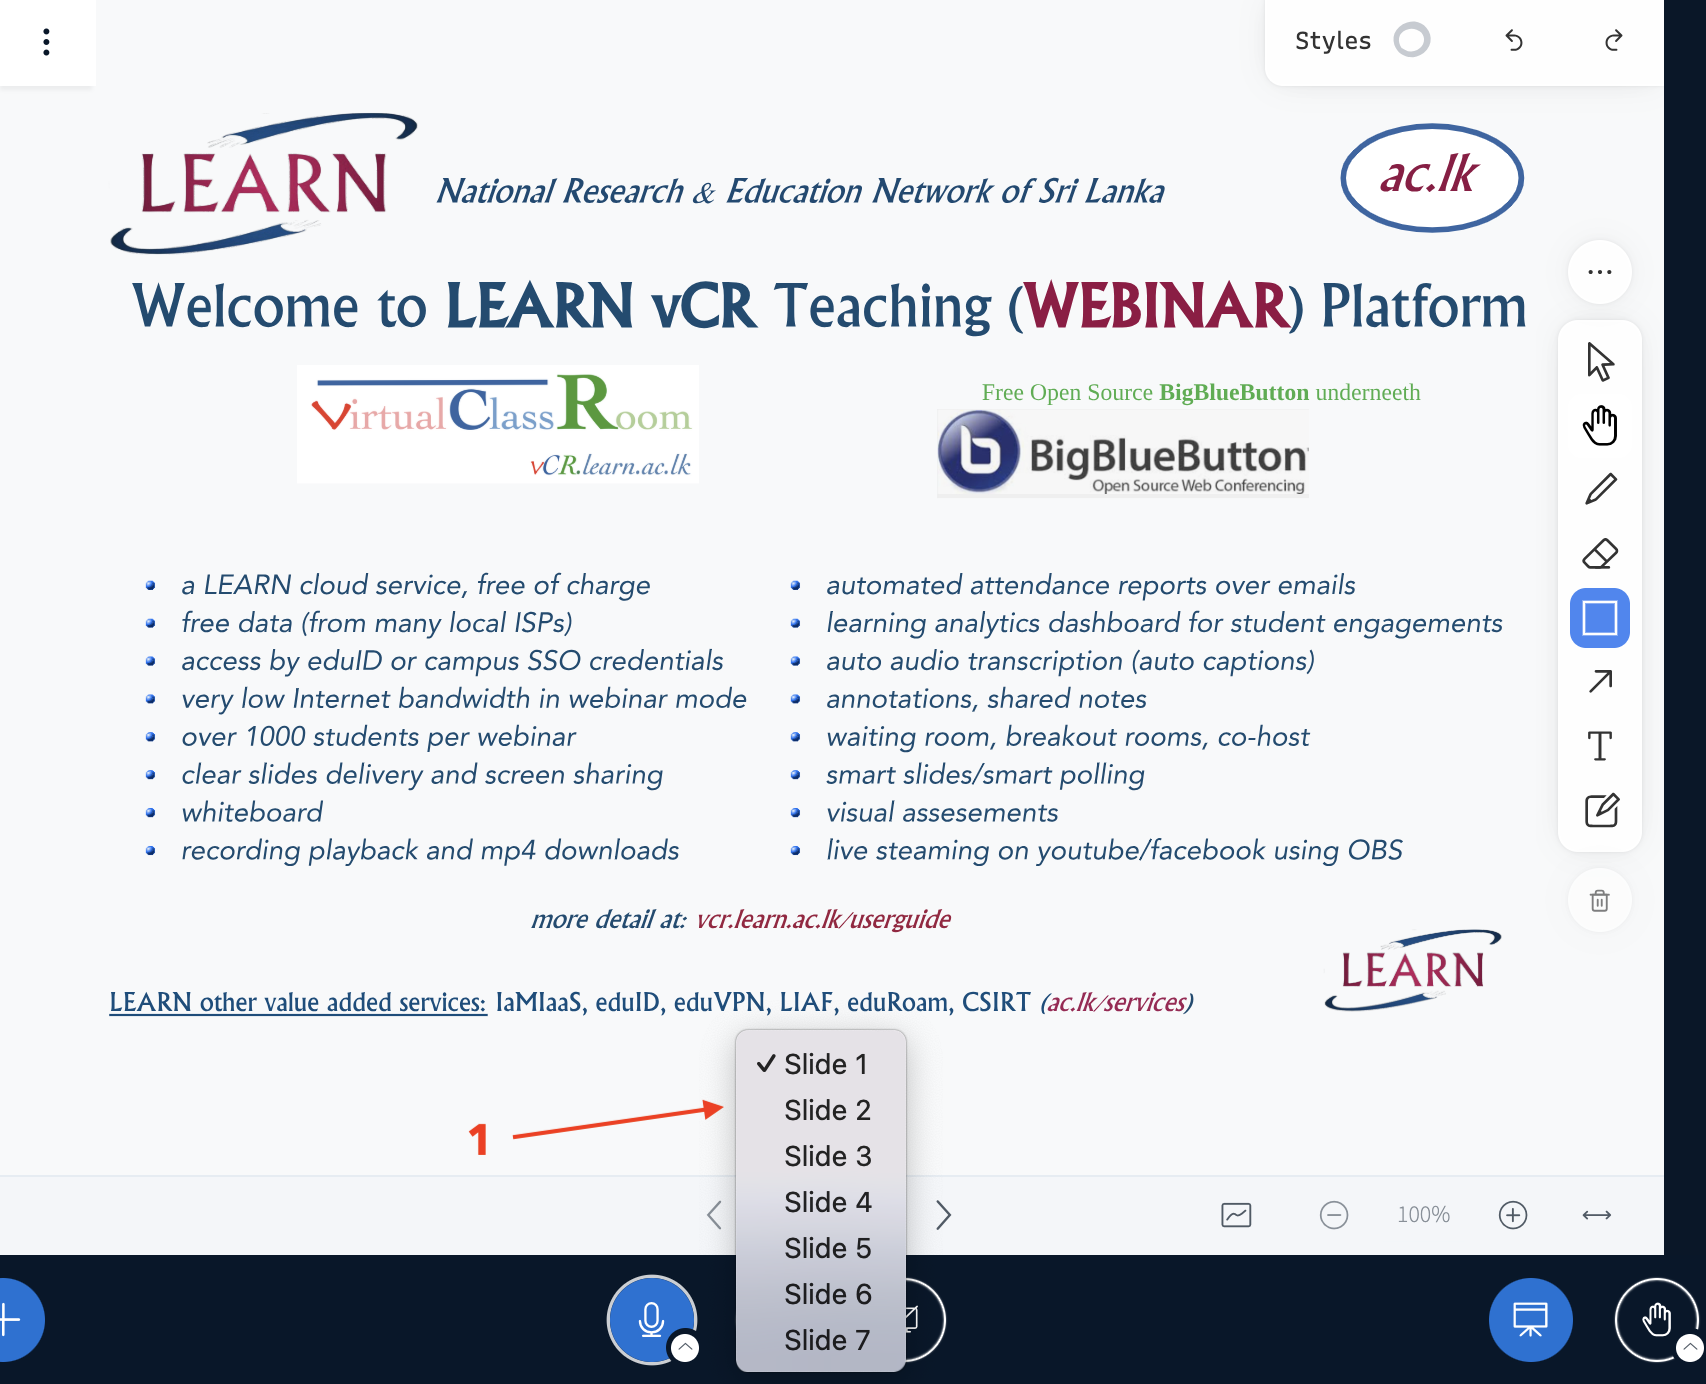 Styles
LEARN
National Research & Education Network of Sri Lanka
ac.lk
Welcome to LEARN vCR Teaching (WEBINAR) Platform
VirtualClassRoom
vCR.learn.ac.lk
Free Open Source BigBlueButton underneeth
BigBlueButton
Open Source Web Conferencing
a LEARN cloud service, free of charge
free data (from many local ISPs)
access by eduID or campus SSO credentials
very low Internet bandwidth in webinar mode
over 1000 students per webinar
clear slides delivery and screen sharing
whiteboard
recording playback and mp4 downloads
automated attendance reports over emails
learning analytics dashboard for student engagements
auto audio transcription (auto captions)
annotations, shared notes
waiting room, breakout rooms, co-host
smart slides/smart polling
visual assesements
live steaming on youtube/facebook using OBS
T
more detail at: vcr.learn.ac.lk/userguide
LEARN
LEARN other value added services: IaMIaaS, eduID, eduVPN, LIAF, eduRoam, CSIRT (ac.lk/services)
1
✓ Slide 1
Slide 2
Slide 3
Slide 4
Slide 5
Slide 6
Slide 7
100%